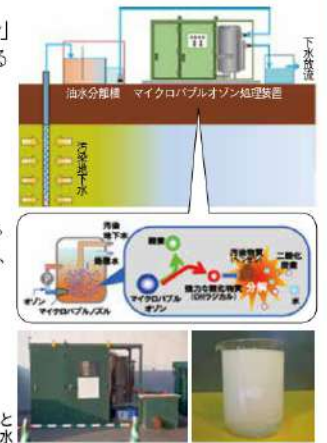 」
る
下水放流
油水分離槽 マイクロバブルオゾン処理装置
汚染地下水
。
、
汚染
地下水
オゾン
マイクロバブルノズル
酸素
マイクロバブル
オゾン
強力な酸化物質
(OHラジカル)
汚染物質
分解
二酸化
炭素
水
と
水